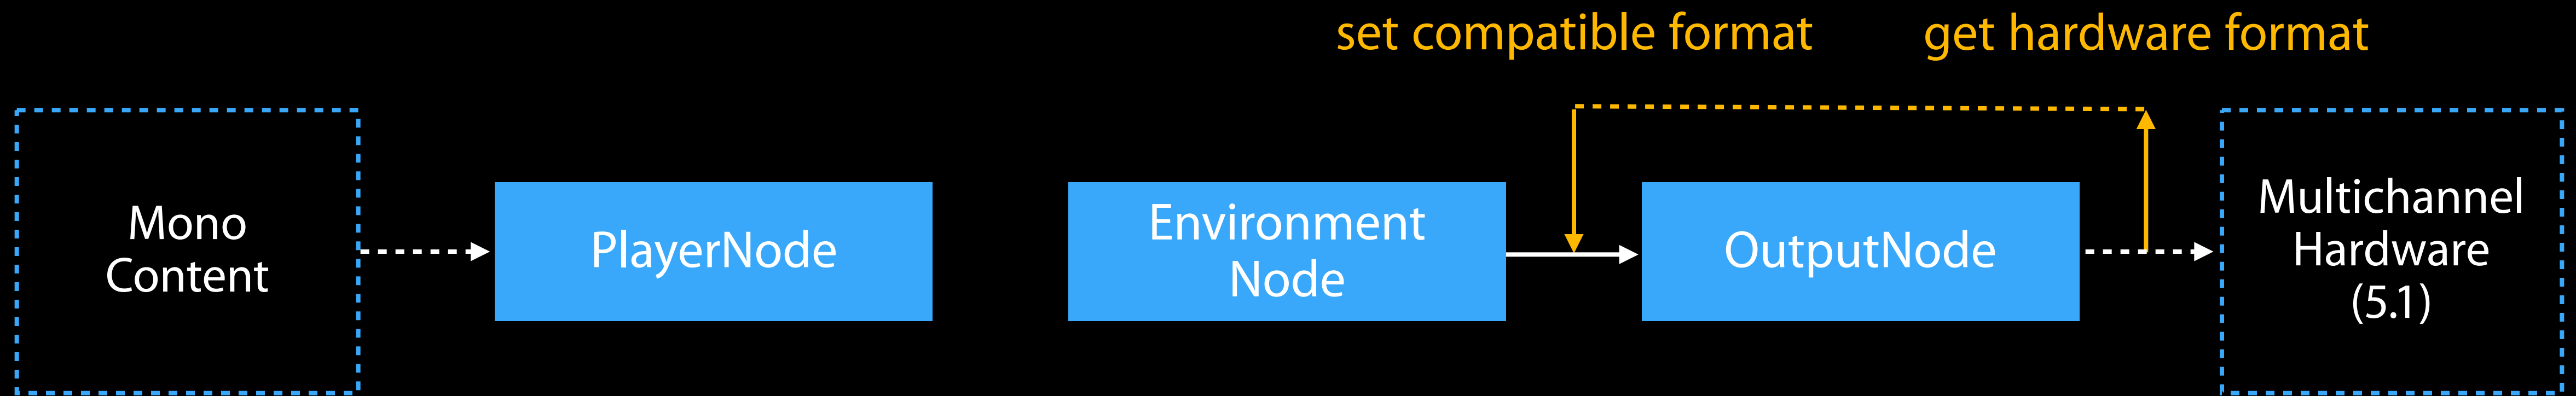 set compatible format
get hardware format
Mono
Content
PlayerNode
Environment
Node
OutputNode
Multichannel
Hardware
(5.1)